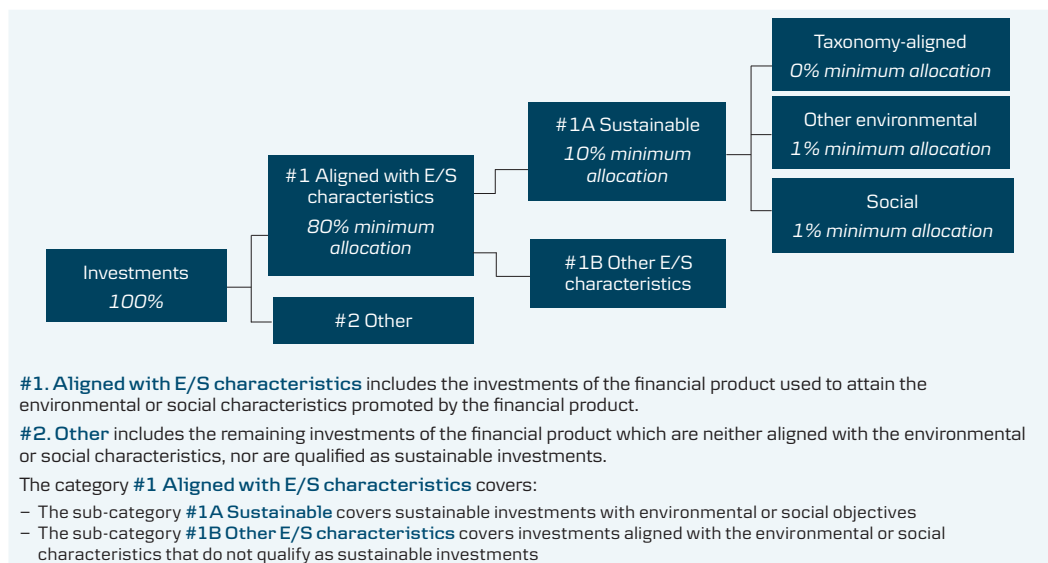 Taxonomy-aligned
0% minimum allocation
#1A Sustainable
10% minimum
allocation
Other environmental
1% minimum allocation
#1 Aligned with E/S
characteristics
80% minimum
allocation
Social
1% minimum allocation
Investments
100%
#1B Other E/S
characteristics
#2 Other
#1. Aligned with E/S characteristics includes the investments of the financial product used to attain the
environmental or social characteristics promoted by the financial product.
#2. Other includes the remaining investments of the financial product which are neither aligned with the environmental
or social characteristics, nor are qualified as sustainable investments.
The category #1 Aligned with E/S characteristics covers:
– The sub-category #1A Sustainable covers sustainable investments with environmental or social objectives
– The sub-category #1B Other E/S characteristics covers investments aligned with the environmental or social
characteristics that do not qualify as sustainable investments